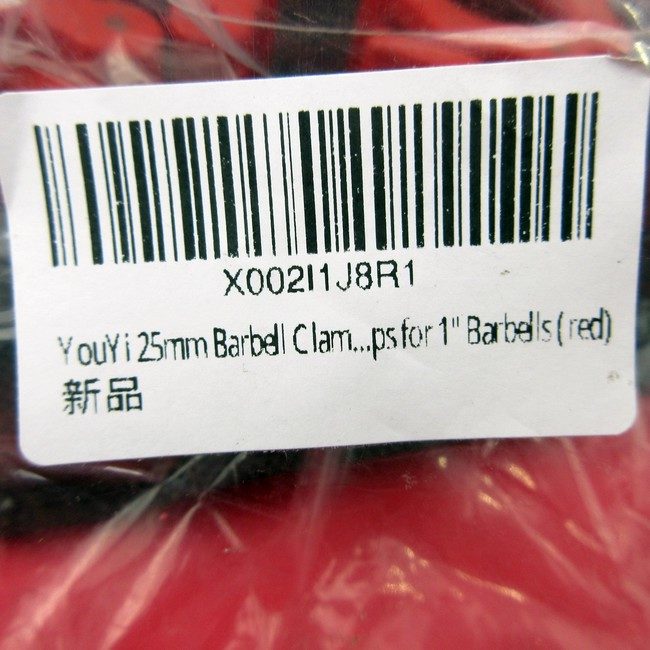 X002I1J8R1
YouYi 25mm Barbell Clam...ps for 1" Barbells (red)
新品